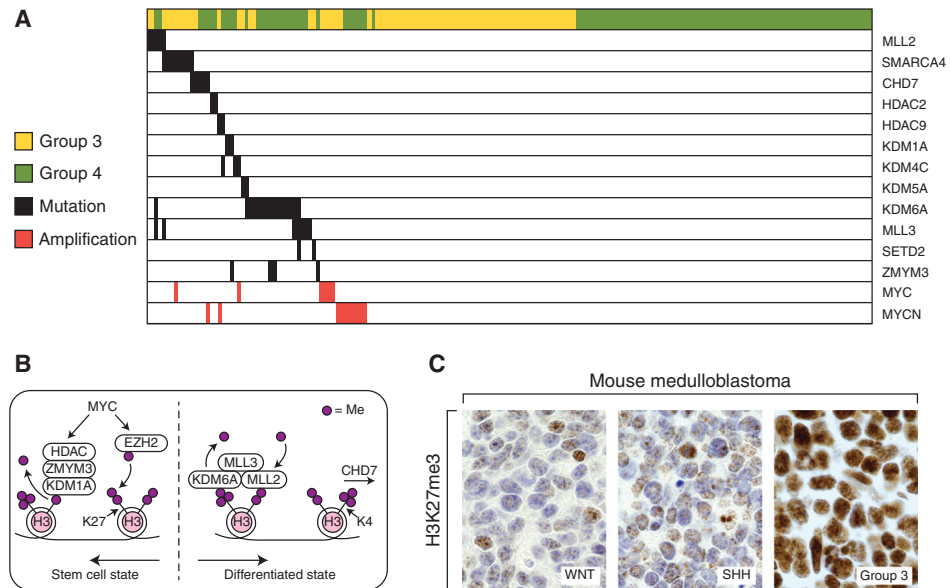 A
MLL2
SMARCA4
CHD7
HDAC2
HDAC9
KDM1A
KDM4C
KDM5A
KDM6A
MLL3
SETD2
ZMYM3
MYC
MYCN
Group 3
Group 4
Mutation
Amplification
B
MYC
= Me
HDAC
ZMYM3
KDM1A
EZH2
MLL3
KDM6A MLL2
CHD7
H3 K27 H3 H3 H3 K4
Stem cell state
Differentiated state
C
Mouse medulloblastoma
H3K27me3
WNT
SHH
Group 3